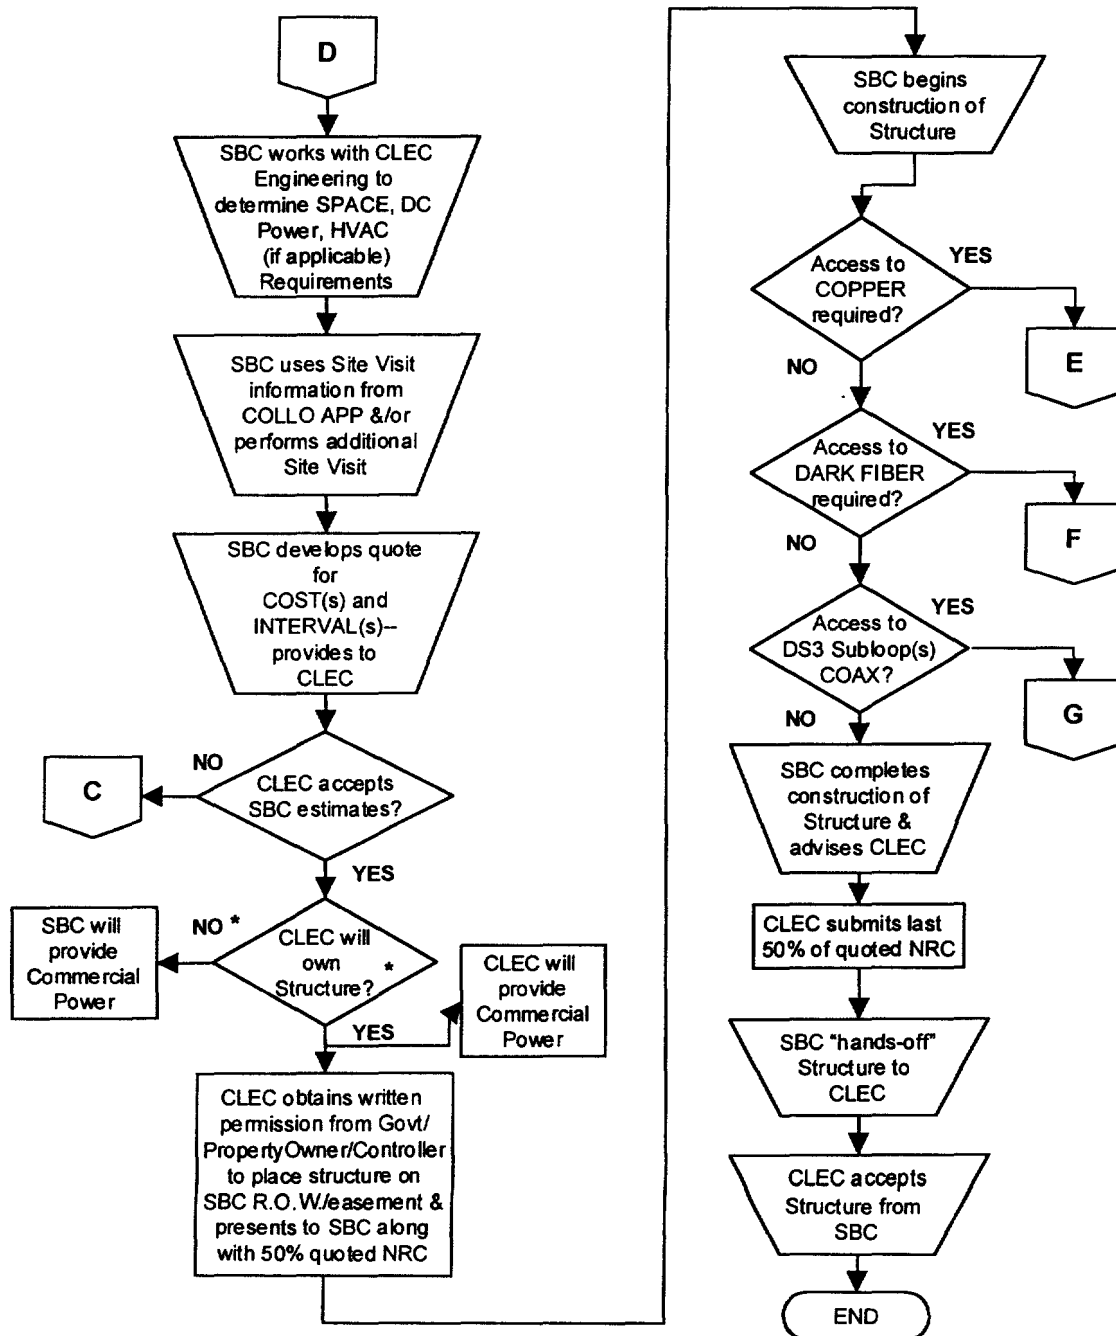 D
SBC works with CLEC
Engineering to
determine SPACE, DC
Power, HVAC
(if applicable)
Requirements
SBC uses Site Visit
information from
COLLO APP &/or
performs additional
Site Visit
SBC develops quote
for
COST(s) and
INTERVAL(s)--
provides to
CLEC
NO
C
CLEC accepts
SBC estimates?
YES
SBC will
provide
Commercial
Power
NO *
CLEC will
own
Structure? *
CLEC will
provide
Commercial
Power
YES
CLEC obtains written
permission from Govt/
PropertyOwner/Controller
to place structure on
SBC R.O.W./easement &
presents to SBC along
with 50% quoted NRC
SBC begins
construction of
Structure
YES
Access to
COPPER
required?
E
NO
YES
Access to
DARK FIBER
required?
F
NO
YES
Access to
DS3 Subloop(s)
COAX?
G
NO
SBC completes
construction of
Structure &
advises CLEC
CLEC submits last
50% of quoted NRC
SBC "hands-off"
Structure to
CLEC
CLEC accepts
Structure from
SBC
END